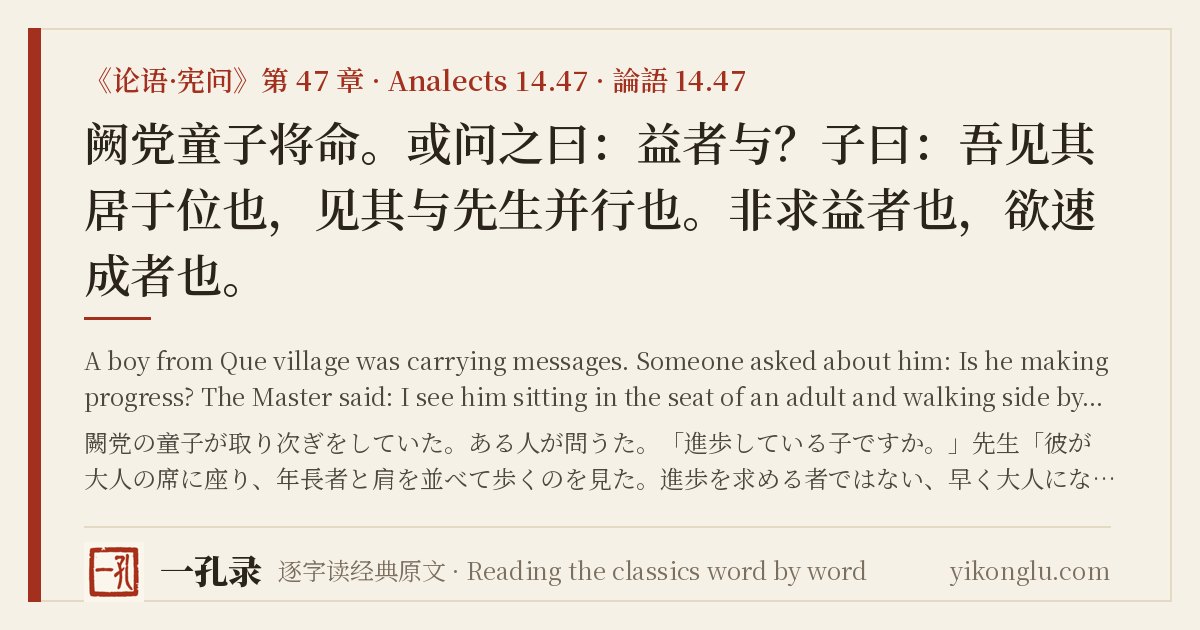 《论语·宪问》第 47 章 · Analects 14.47 · 論語 14.47
阙党童子将命。或问之曰：益者与？子曰：吾见其
居于位也，见其与先生并行也。非求益者也，欲速
成者也。
A boy from Que village was carrying messages. Someone asked about him: Is he making
progress? The Master said: I see him sitting in the seat of an adult and walking side by...
闕党の童子が取り次ぎをしていた。ある人が問うた。「進歩している子ですか。」先生「彼が
大人の席に座り、年長者と肩を並べて歩くのを見た。進歩を求める者ではない、早く大人にな…
一孔
一孔录 逐字读经典原文 · Reading the classics word by word yikonglu.com